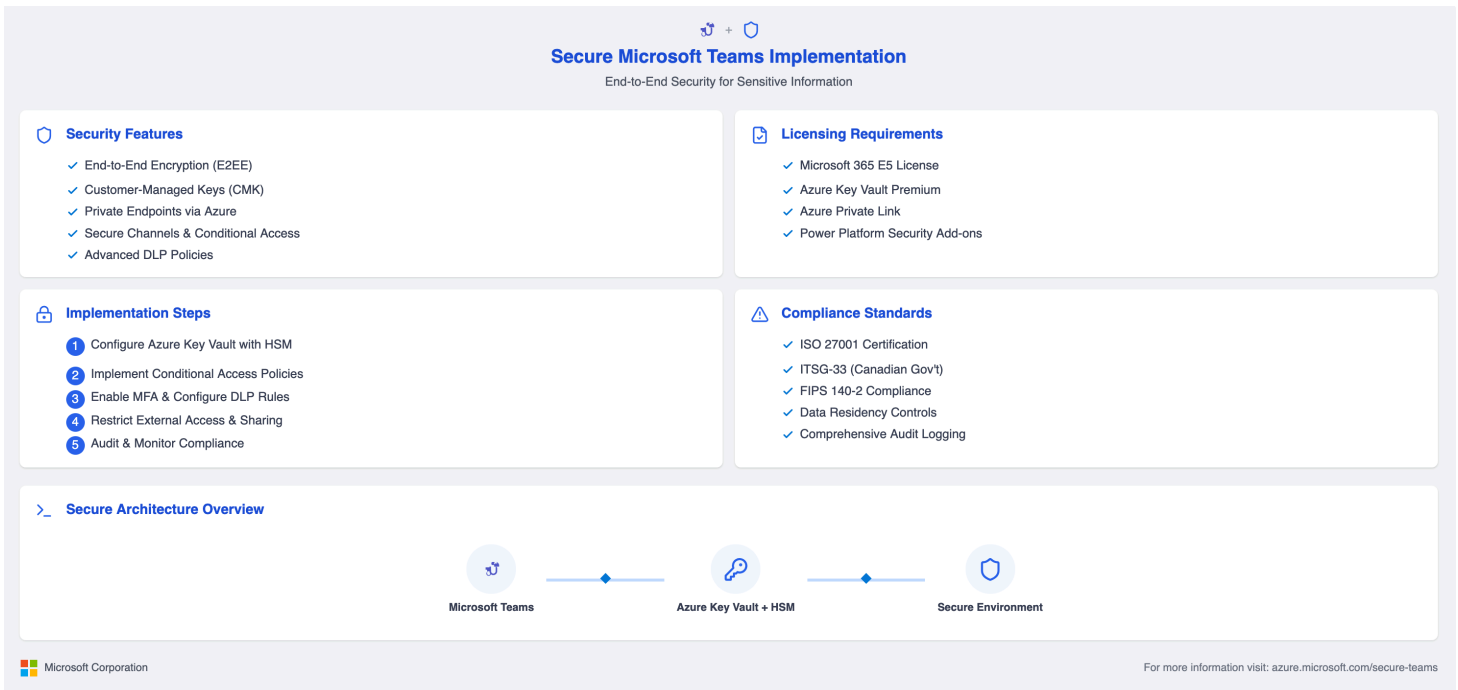 +
Secure Microsoft Teams Implementation
End-to-End Security for Sensitive Information
Security Features
End-to-End Encryption (E2EE)
Customer-Managed Keys (CMK)
Private Endpoints via Azure
Secure Channels & Conditional Access
Advanced DLP Policies
Licensing Requirements
Microsoft 365 E5 License
Azure Key Vault Premium
Azure Private Link
Power Platform Security Add-ons
Implementation Steps
1 Configure Azure Key Vault with HSM
2 Implement Conditional Access Policies
3 Enable MFA & Configure DLP Rules
4 Restrict External Access & Sharing
5 Audit & Monitor Compliance
Compliance Standards
ISO 27001 Certification
ITSG-33 (Canadian Gov't)
FIPS 140-2 Compliance
Data Residency Controls
Comprehensive Audit Logging
Secure Architecture Overview
Microsoft Teams
Azure Key Vault + HSM
Secure Environment
Microsoft Corporation
For more information visit: azure.microsoft.com/secure-teams